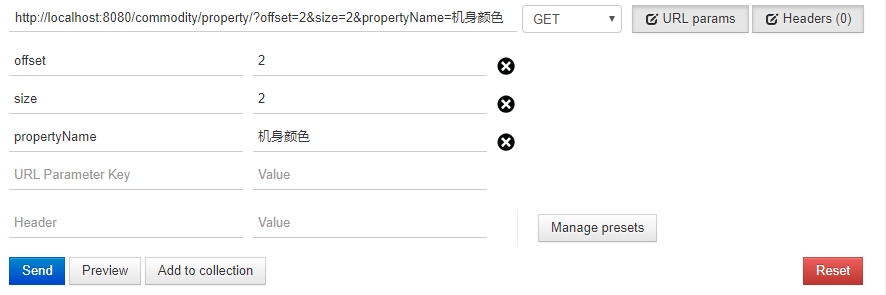 http://localhost:8080/commodity/property/?offset=2&size=2&propertyName=机身颜色 GET URL params Headers (0)
offset 2
size 2
propertyName 机身颜色
URL Parameter Key Value
Header Value Manage presets
Send Preview Add to collection Reset